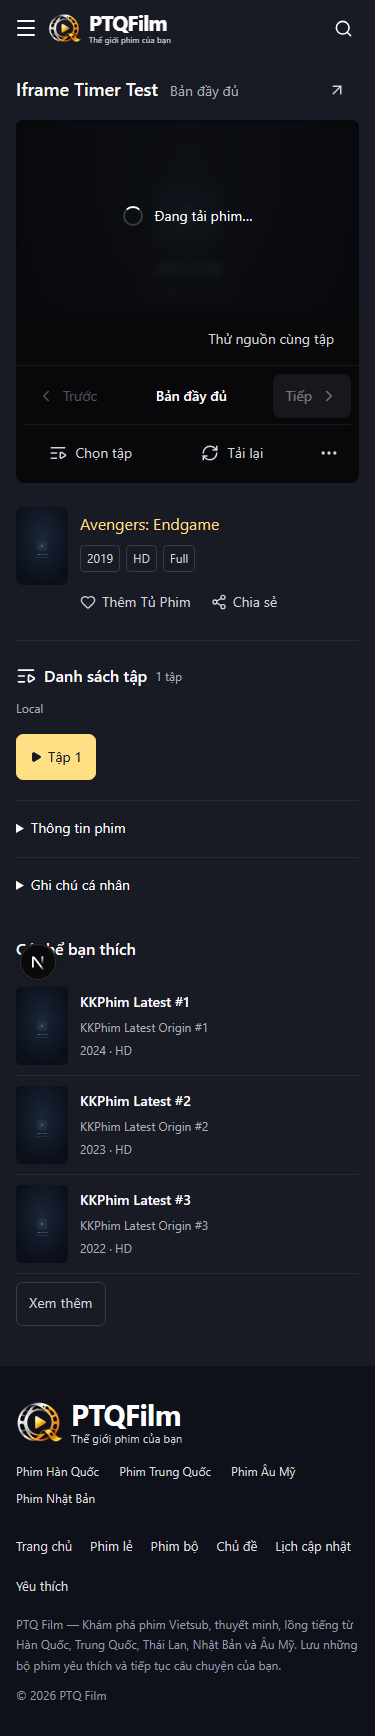 PTQFilm
Thế giới phim của bạn
Iframe Timer Test Bản đầy đủ
Đang tải phim...
Thử nguồn cùng tập
Trước Bản đầy đủ Tiếp
Chọn tập Tải lại
Avengers: Endgame
2019 HD Full
Thêm Tủ Phim Chia sẻ
Danh sách tập 1 tập
Local
Tập 1
Thông tin phim
Ghi chú cá nhân
bạn thích
N
KKPhim Latest #1
KKPhim Latest Origin #1
2024 · HD
KKPhim Latest #2
KKPhim Latest Origin #2
2023 · HD
KKPhim Latest #3
KKPhim Latest Origin #3
2022 · HD
Xem thêm
PTQFilm
Thế giới phim của bạn
Phim Hàn Quốc Phim Trung Quốc Phim Âu Mỹ
Phim Nhật Bản
Trang chủ Phim lẻ Phim bộ Chủ đề Lịch cập nhật
Yêu thích
PTQ Film — Khám phá phim Vietsub, thuyết minh, lồng tiếng từ
Hàn Quốc, Trung Quốc, Thái Lan, Nhật Bản và Âu Mỹ. Lưu những
bộ phim yêu thích và tiếp tục câu chuyện của bạn.
© 2026 PTQ Film